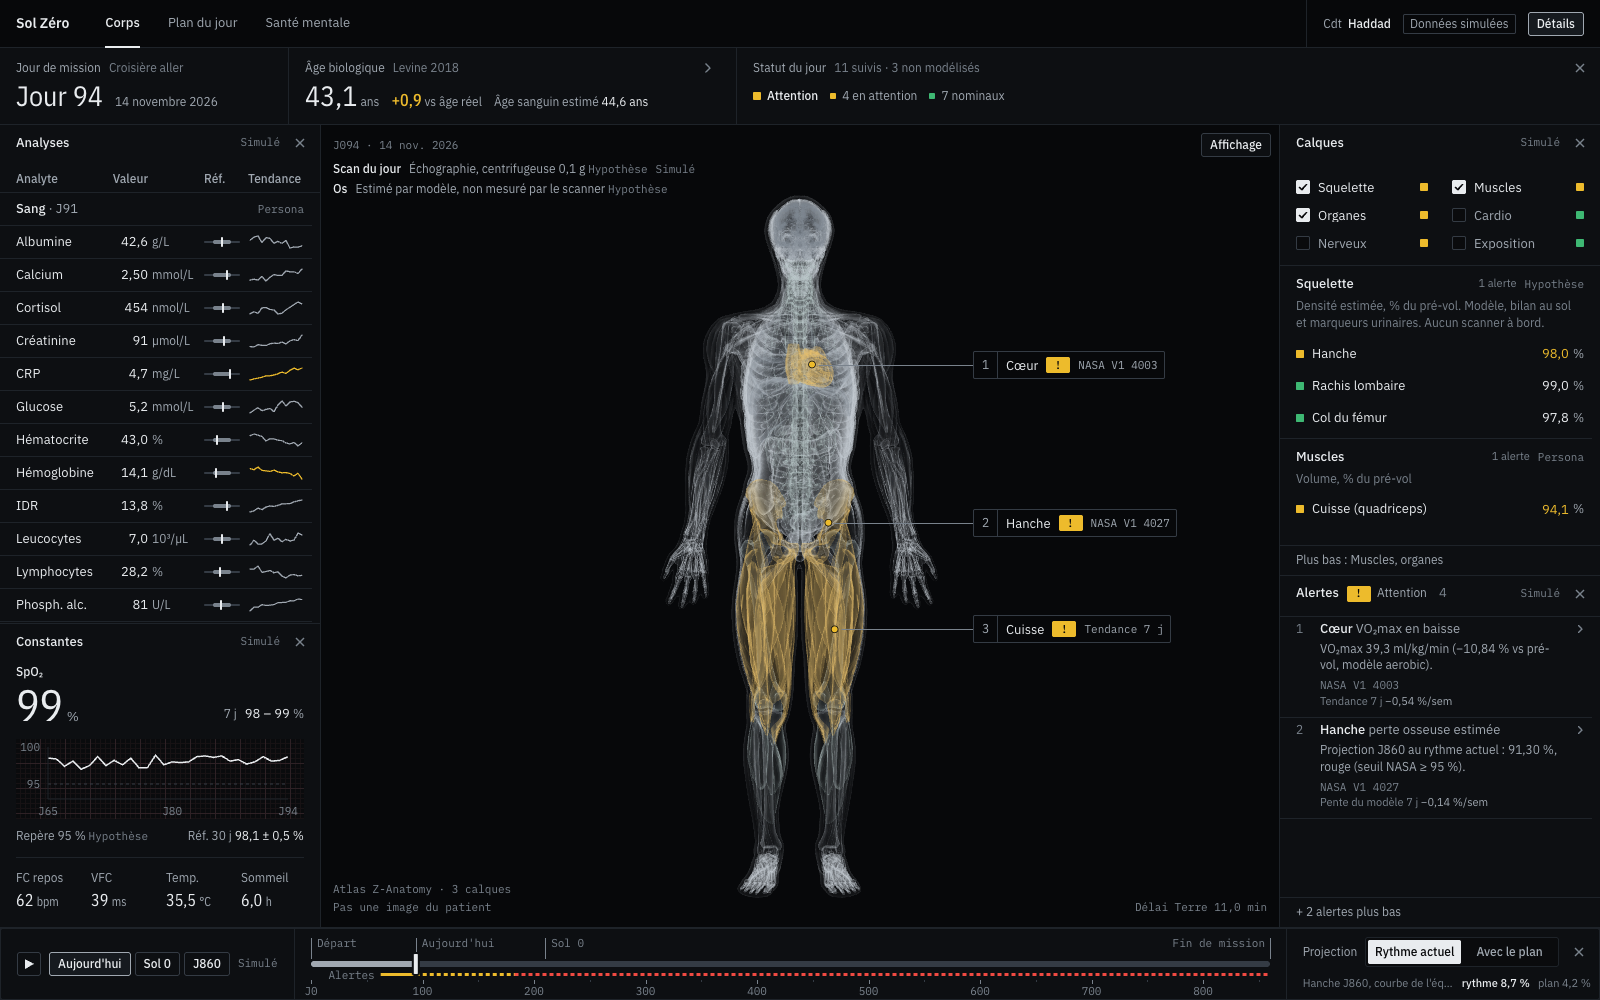 Sol Zéro Corps Plan du jour Santé mentale Cdt Haddad Données simulées Détails
Jour de mission Croisière aller
Jour 94 14 novembre 2026
Âge biologique Levine 2018
43,1 ans +0,9 vs âge réel Âge sanguin estimé 44,6 ans
Statut du jour 11 suivis · 3 non modélisés
Attention 4 en attention 7 nominaux
Analyses Simulé
Analyte Valeur Réf. Tendance
Sang · J91 Persona
Albumine 42,6 g/L
Calcium 2,50 mmol/L
Cortisol 454 nmol/L
Créatinine 91 µmol/L
CRP 4,7 mg/L
Glucose 5,2 mmol/L
Hématocrite 43,0 %
Hémoglobine 14,1 g/dL
IDR 13,8 %
Leucocytes 7,0 10³/µL
Lymphocytes 28,2 %
Phosph. alc. 81 U/L
Constantes Simulé
SpO₂
99 % 7 j 98 – 99 %
100
95
J65 J80 J94
Repère 95 % Hypothèse Réf. 30 j 98,1 ± 0,5 %
FC repos VFC Temp. Sommeil
62 bpm 39 ms 35,5 °C 6,0 h
J094 · 14 nov. 2026 Affichage
Scan du jour Échographie, centrifugeuse 0,1 g Hypothèse Simulé
Os Estimé par modèle, non mesuré par le scanner Hypothèse
1 Cœur ! NASA V1 4003
2 Hanche ! NASA V1 4027
3 Cuisse ! Tendance 7 j
Atlas Z-Anatomy · 3 calques
Pas une image du patient Délai Terre 11,0 min
Calques Simulé
Squelette Muscles
Organes Cardio
Nerveux Exposition
Squelette 1 alerte Hypothèse
Densité estimée, % du pré-vol. Modèle, bilan au sol
et marqueurs urinaires. Aucun scanner à bord.
Hanche 98,0 %
Rachis lombaire 99,0 %
Col du fémur 97,8 %
Muscles 1 alerte Persona
Volume, % du pré-vol
Cuisse (quadriceps) 94,1 %
Plus bas : Muscles, organes
Alertes ! Attention 4 Simulé
1 Cœur VO₂max en baisse
VO₂max 39,3 ml/kg/min (−10,84 % vs pré-
vol, modèle aerobic).
NASA V1 4003
Tendance 7 j −0,54 %/sem
2 Hanche perte osseuse estimée
Projection J860 au rythme actuel : 91,30 %,
rouge (seuil NASA ≥ 95 %).
NASA V1 4027
Pente du modèle 7 j −0,14 %/sem
+ 2 alertes plus bas
Aujourd'hui Sol 0 J860 Simulé
Départ Aujourd'hui Sol 0 Fin de mission
Alertes
J0 100 200 300 400 500 600 700 800
Projection Rythme actuel Avec le plan
Hanche J860, courbe de l'éq… rythme 8,7 % plan 4,2 %